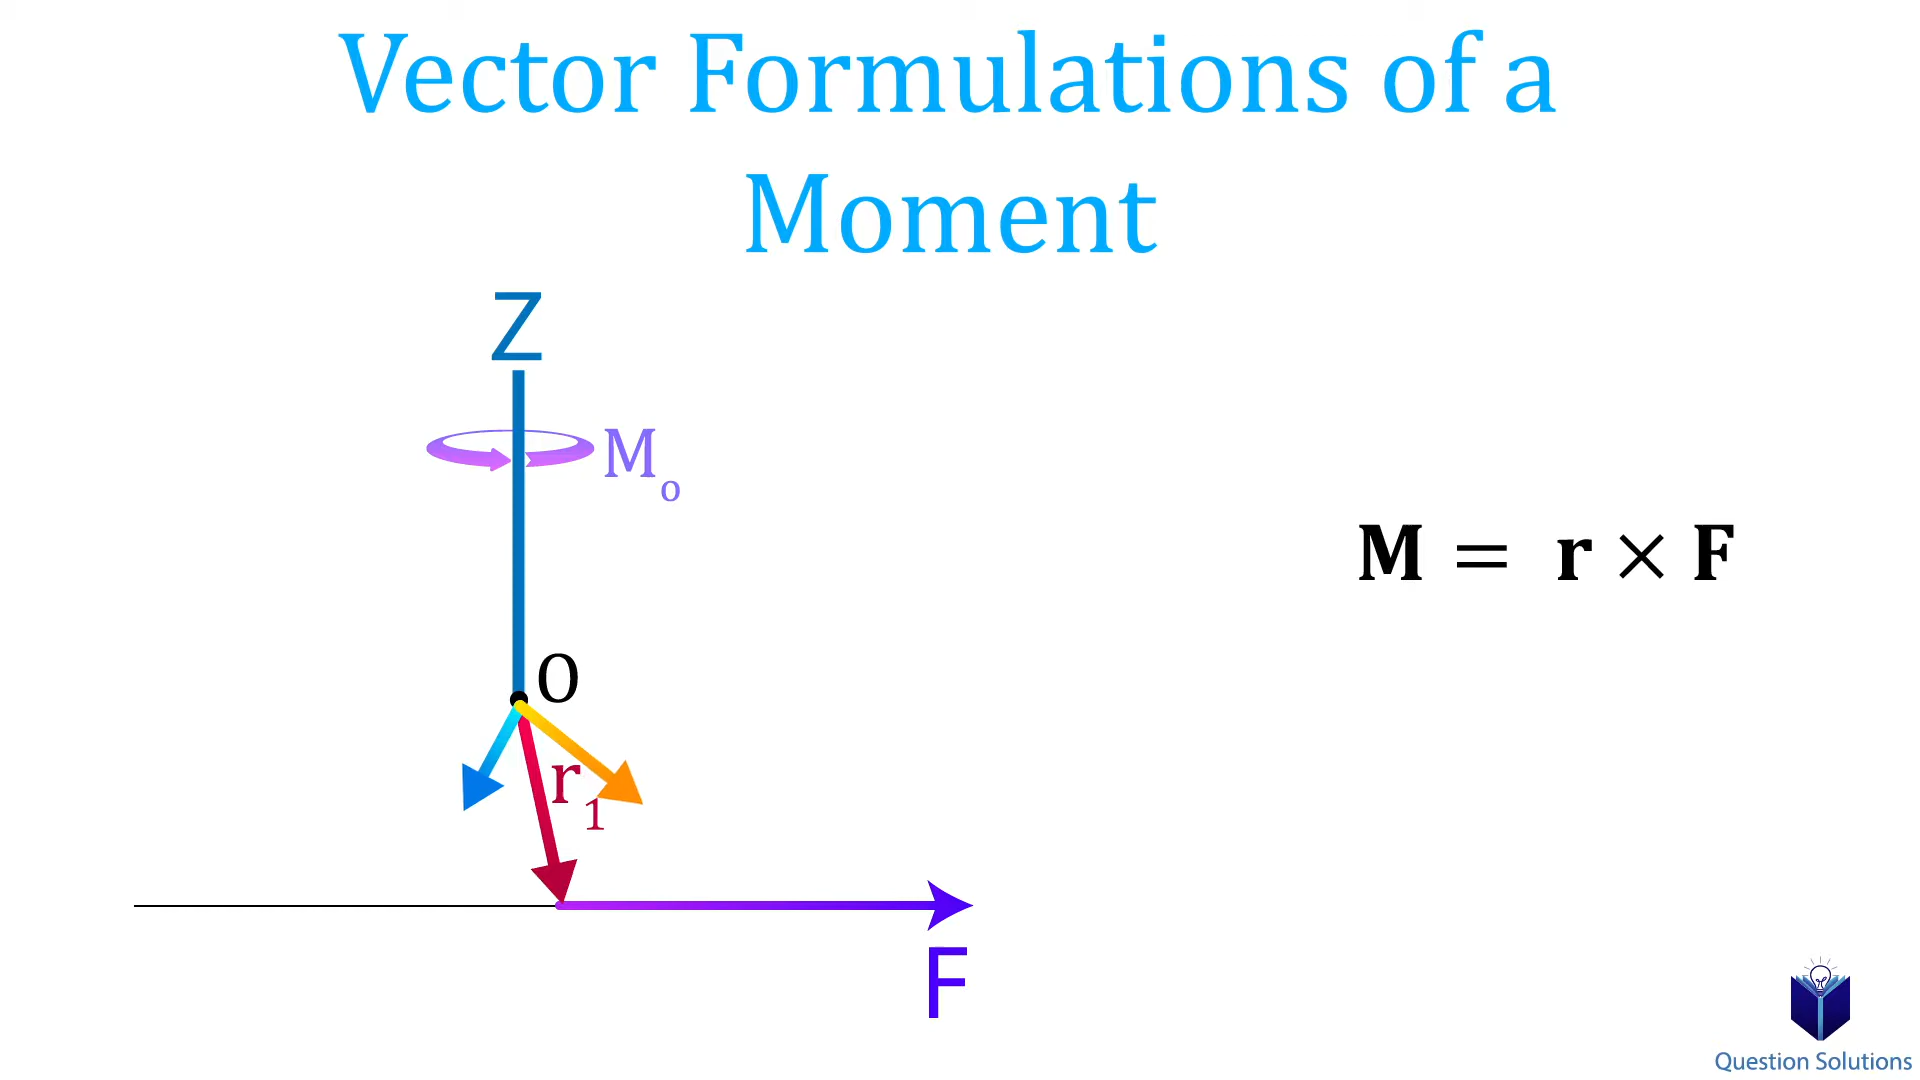 Vector Formulations of a
Moment
Z
Mo
M = r × F
O
r1
F
Question Solutions